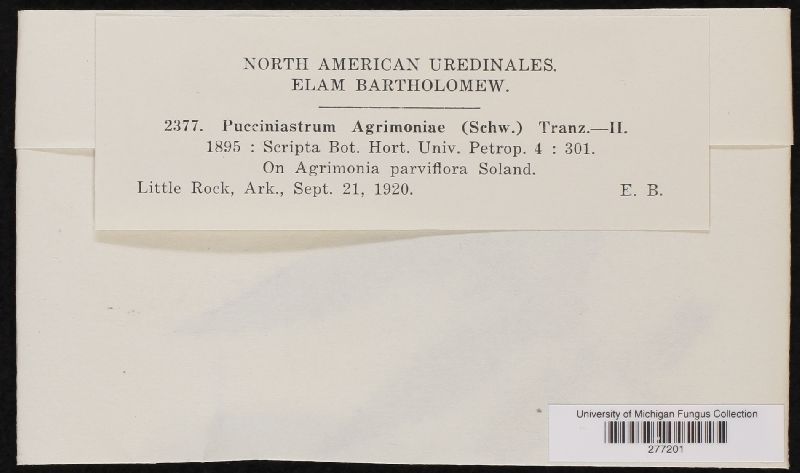 NORTH AMERICAN UREDINALES.
ELAM BARTHOLOMEW.
2377. Pucciniastrum Agrimoniae (Schw.) Tranz.—II.
1895 : Scripta Bot. Hort. Univ. Petrop. 4 : 301.
On Agrimonia parviflora Soland.
Little Rock, Ark., Sept. 21, 1920. E. B.
University of Michigan Fungus Collection
277201